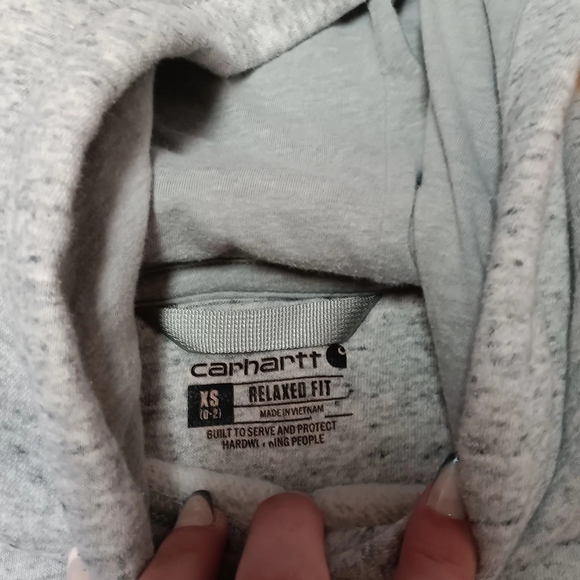 carhartt
XS
(0-2)
RELAXED FIT
MADE IN VIETNAM
BUILT TO SERVE AND PROTECT
PEOPLE